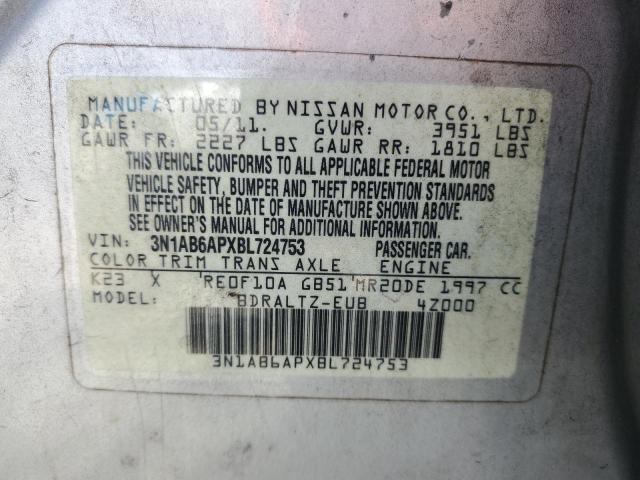 MANUFACTURED BY NISSAN MOTOR CO., LTD.
DATE: 05/11. GVWR: 3951 LBS
GAWR FR: 2227 LBS GAWR RR: 1810 LBS
THIS VEHICLE CONFORMS TO ALL APPLICABLE FEDERAL MOTOR
VEHICLE SAFETY, BUMPER AND THEFT PREVENTION STANDARDS
IN EFFECT ON THE DATE OF MANUFACTURE SHOWN ABOVE.
SEE OWNER'S MANUAL FOR ADDITIONAL INFORMATION.
VIN: 3N1AB6APXBL724753 PASSENGER CAR.
COLOR TRIM TRANS AXLE ENGINE
K23 X RE0F10A GB51 MR20DE 1997 CC
MODEL: BDRALTZ-EUB 4Z000
3N1AB6APXBL724753